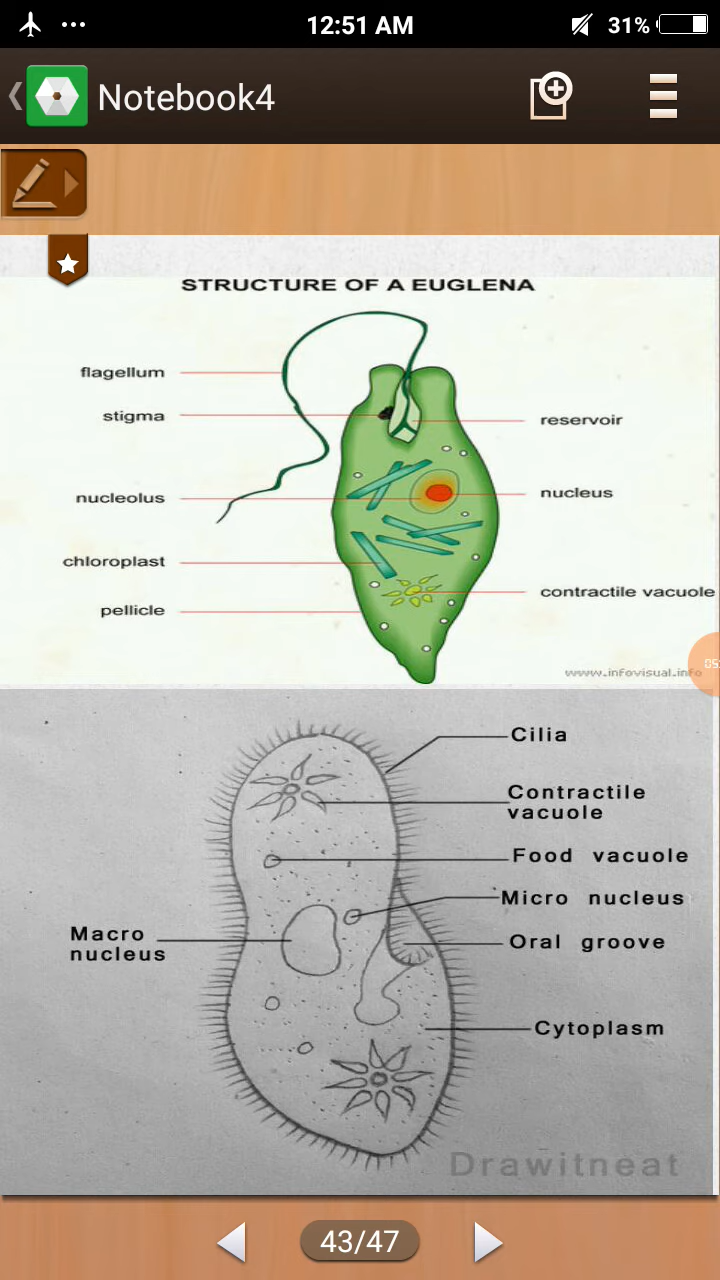 12:51 AM
31%
Notebook4
STRUCTURE OF A EUGLENA
flagellum
stigma
reservoir
nucleolus
nucleus
chloroplast
contractile vacuole
pellicle
05
www.infovisual.info
Cilia
Contractile
vacuole
Food vacuole
Micro nucleus
Macro
nucleus
Oral groove
Cytoplasm
Drawitneat
43/47